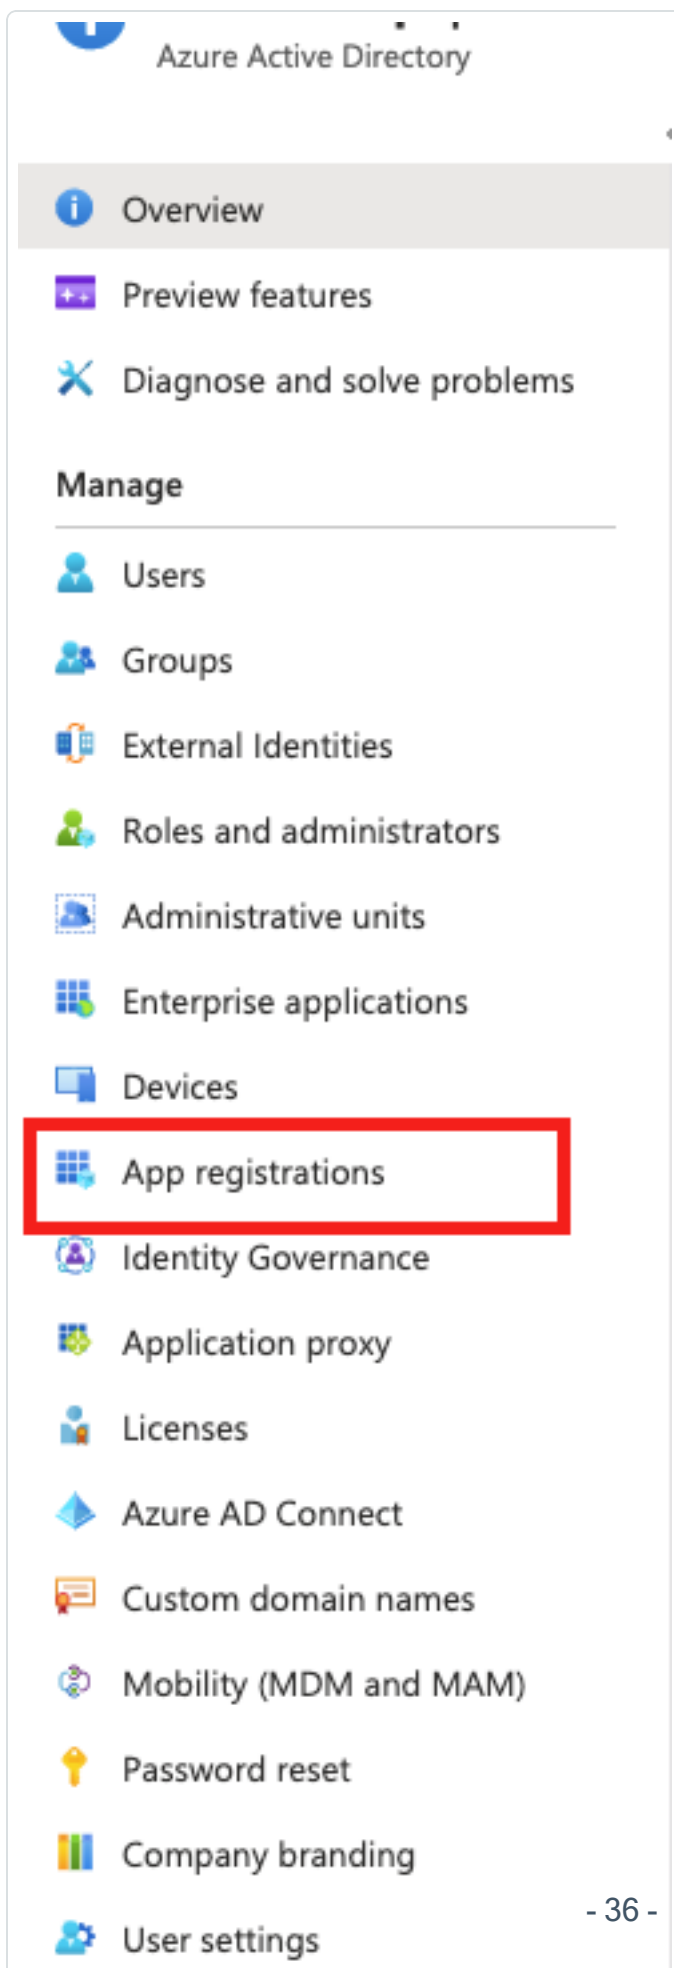 Azure Active Directory
Overview
Preview features
Diagnose and solve problems
Manage
Users
Groups
External Identities
Roles and administrators
Administrative units
Enterprise applications
Devices
App registrations
Identity Governance
Application proxy
Licenses
Azure AD Connect
Custom domain names
Mobility (MDM and MAM)
Password reset
Company branding
- 36 -
User settings